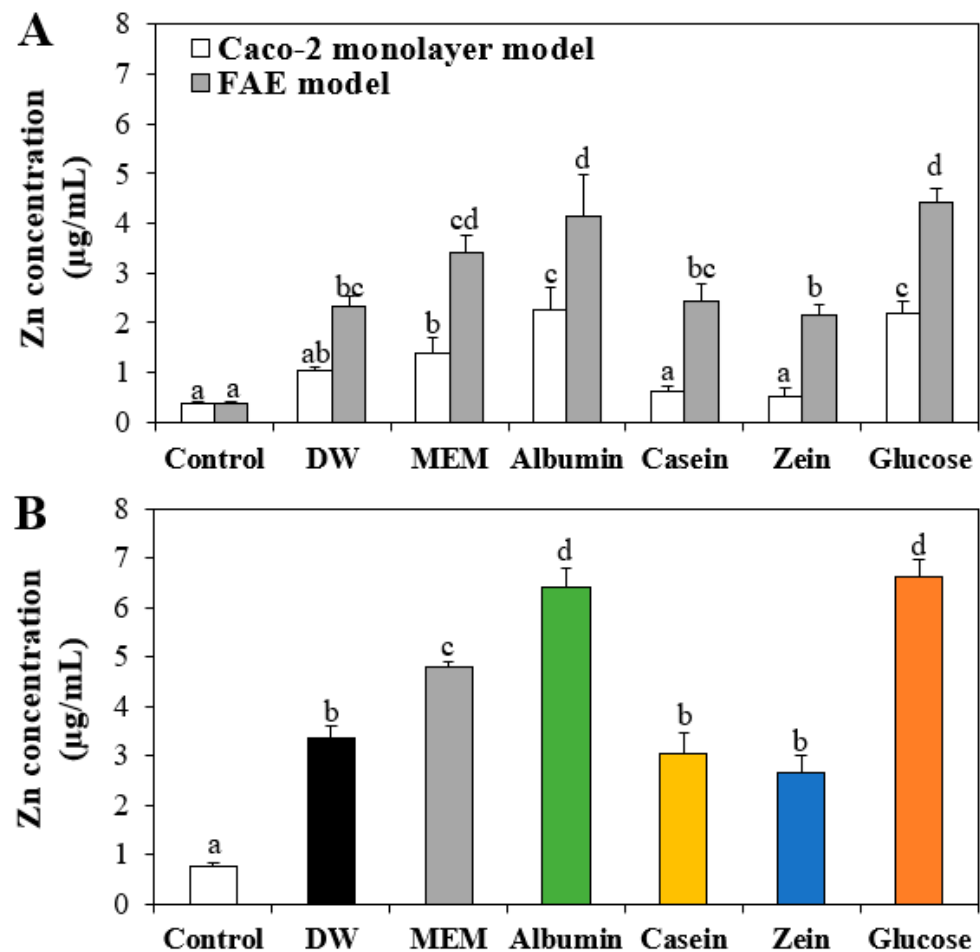 A
Zn concentration
(µg/mL)
8
7
6
5
4
3
2
1
0
Caco-2 monolayer model
FAE model
a a ab bc b cd c d a bc a b c d
Control DW MEM Albumin Casein Zein Glucose
B
Zn concentration
(µg/mL)
8
7
6
5
4
3
2
1
0
a b c d b b d
Control DW MEM Albumin Casein Zein Glucose